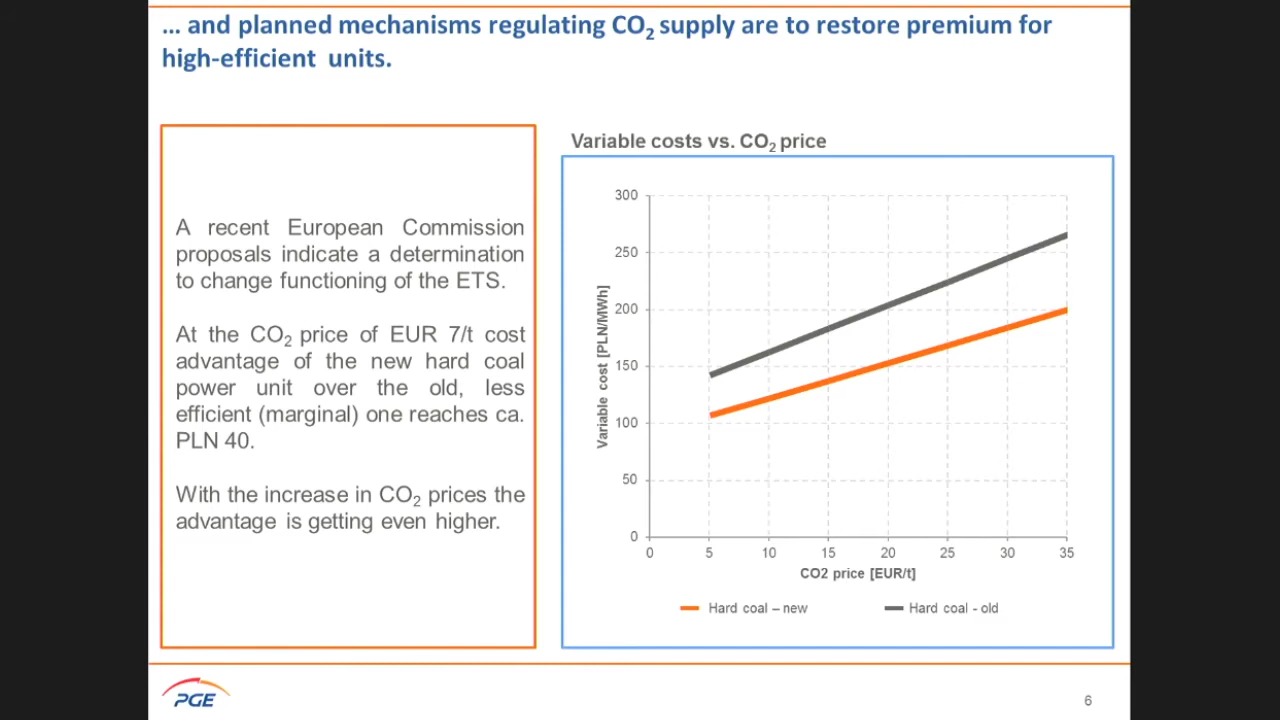 … and planned mechanisms regulating CO₂ supply are to restore premium for
high-efficient units.
A recent European Commission
proposals indicate a determination
to change functioning of the ETS.
At the CO₂ price of EUR 7/t cost
advantage of the new hard coal
power unit over the old, less
efficient (marginal) one reaches ca.
PLN 40.
With the increase in CO₂ prices the
advantage is getting even higher.
Variable costs vs. CO₂ price
Variable cost [PLN/MWh]
300
250
200
150
100
50
0
0 5 10 15 20 25 30 35
CO2 price [EUR/t]
Hard coal – new Hard coal - old
PGE
6